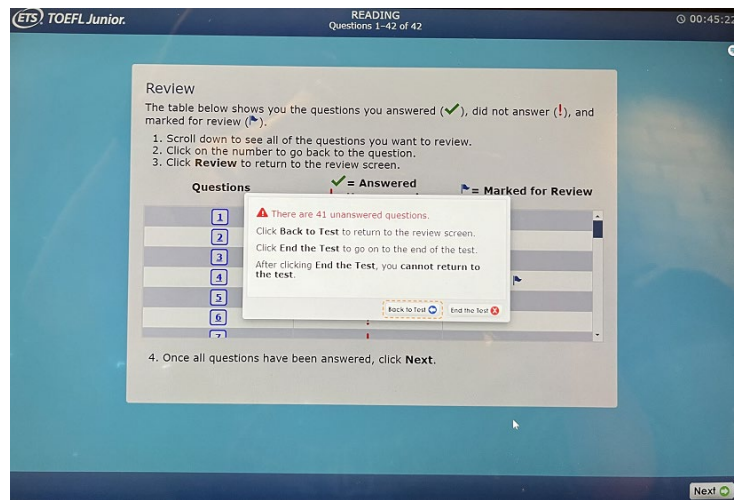 ETS TOEFL Junior.
READING
Questions 1–42 of 42
00:45:22
Review
The table below shows you the questions you answered (✓), did not answer (!), and
marked for review ( ).
1. Scroll down to see all of the questions you want to review.
2. Click on the number to go back to the question.
3. Click Review to return to the review screen.
Questions
✓ = Answered
= Marked for Review
1
2
3
4
5
6
7
There are 41 unanswered questions.
Click Back to Test to return to the review screen.
Click End the Test to go on to the end of the test.
After clicking End the Test, you cannot return to
the test.
Back to Test
End the Test
4. Once all questions have been answered, click Next.
Next